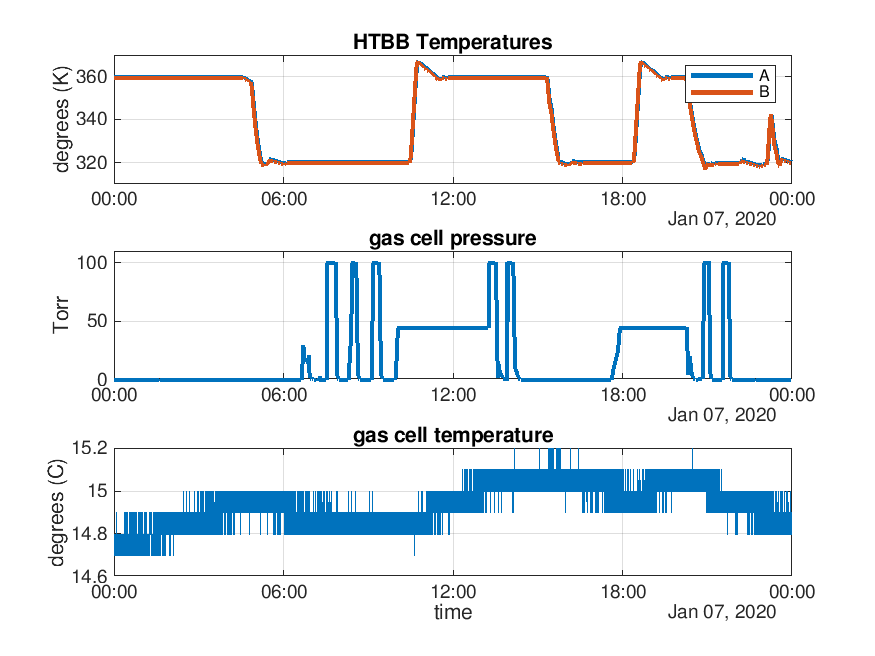 HTBB Temperatures
degrees (K)
360
340
320
A
B
00:00 06:00 12:00 18:00 00:00
Jan 07, 2020
gas cell pressure
Torr
100
50
0
00:00 06:00 12:00 18:00 00:00
Jan 07, 2020
gas cell temperature
degrees (C)
15.2
15
14.8
14.6
00:00 06:00 12:00 18:00 00:00
time
Jan 07, 2020